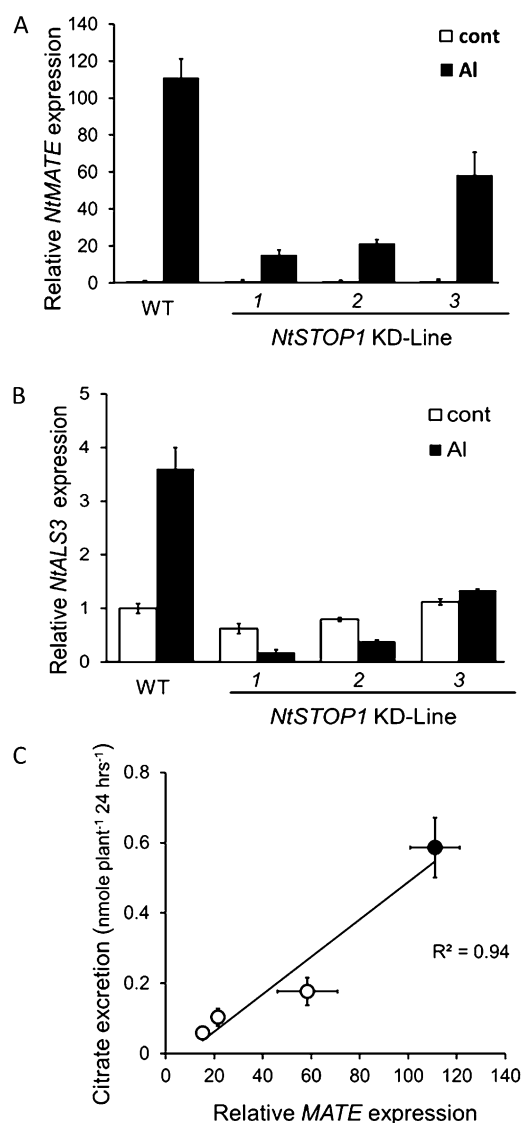 A
Relative NtMATE expression
140
120
100
80
60
40
20
0
cont
Al
WT
1 2 3
NtSTOP1 KD-Line
B
Relative NtALS3 expression
5
4
3
2
1
0
cont
Al
WT
1 2 3
NtSTOP1 KD-Line
C
Citrate excretion (nmole plant⁻¹ 24 hrs⁻¹)
0.8
0.6
0.4
0.2
0
R² = 0.94
0 20 40 60 80 100 120 140
Relative MATE expression